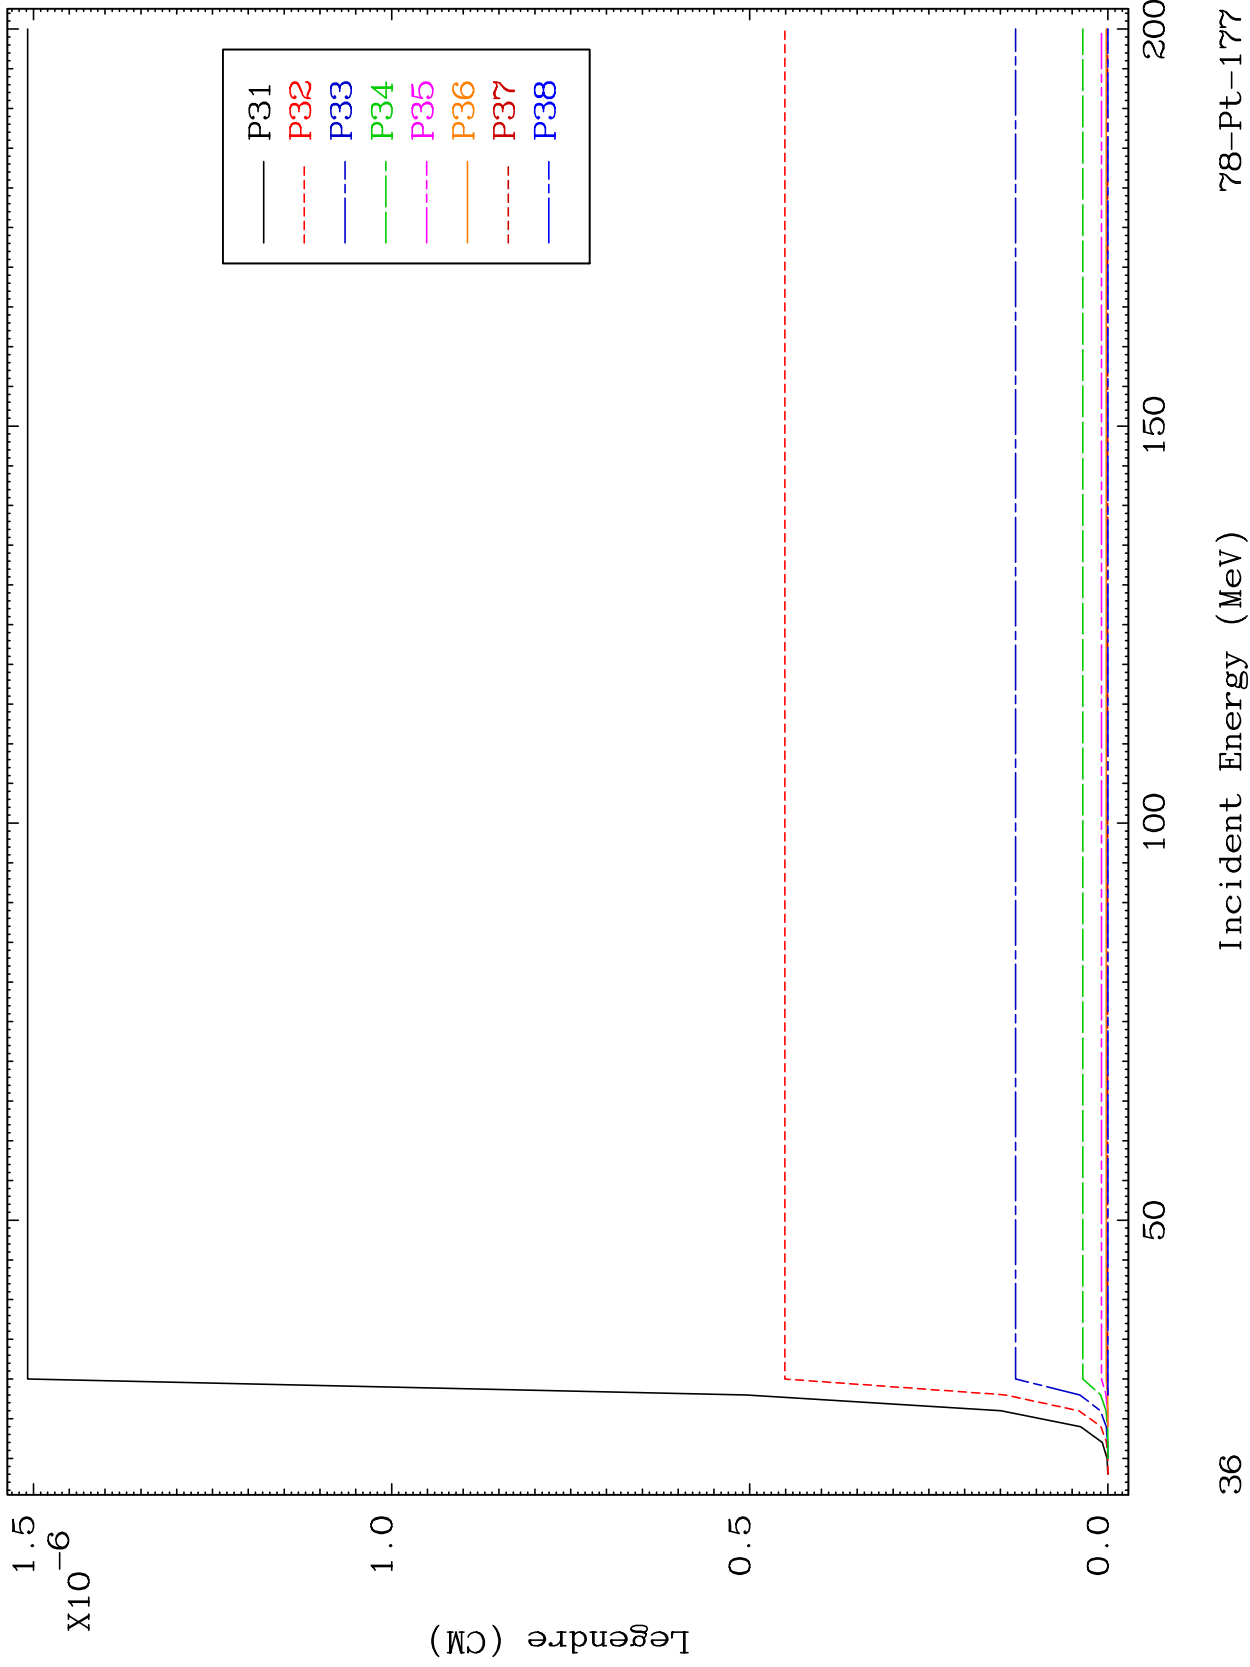 P31
P32
P33
P34
P35
P36
P37
P38
1.5
X10-6
1.0
0.5
0.0
Legendre (CM)
50
100
150
200
Incident Energy (MeV)
36
78-Pt-177